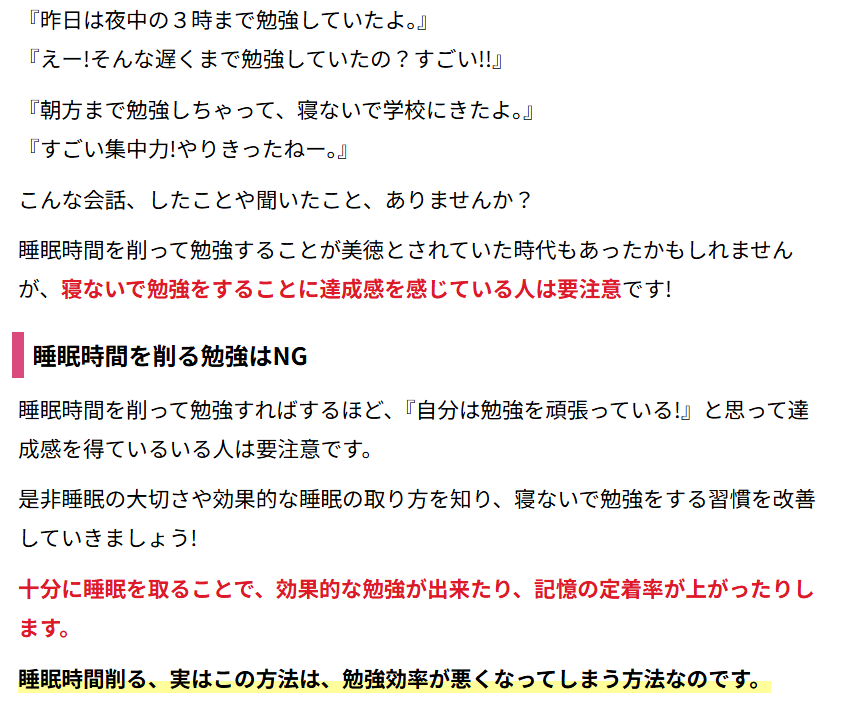 『昨日は夜中の３時まで勉強していたよ。』
『えー!そんな遅くまで勉強していたの？すごい!!』
『朝方まで勉強しちゃって、寝ないで学校にきたよ。』
『すごい集中力!やりきったねー。』
こんな会話、したことや聞いたこと、ありませんか？
睡眠時間を削って勉強することが美徳とされていた時代もあったかもしれません
が、寝ないで勉強をすることに達成感を感じている人は要注意です!
睡眠時間を削る勉強はNG
睡眠時間を削って勉強すればするほど、『自分は勉強を頑張っている!』と思って達
成感を得ているいる人は要注意です。
是非睡眠の大切さや効果的な睡眠の取り方を知り、寝ないで勉強をする習慣を改善
していきましょう!
十分に睡眠を取ることで、効果的な勉強が出来たり、記憶の定着率が上がったりし
ます。
睡眠時間削る、実はこの方法は、勉強効率が悪くなってしまう方法なのです。